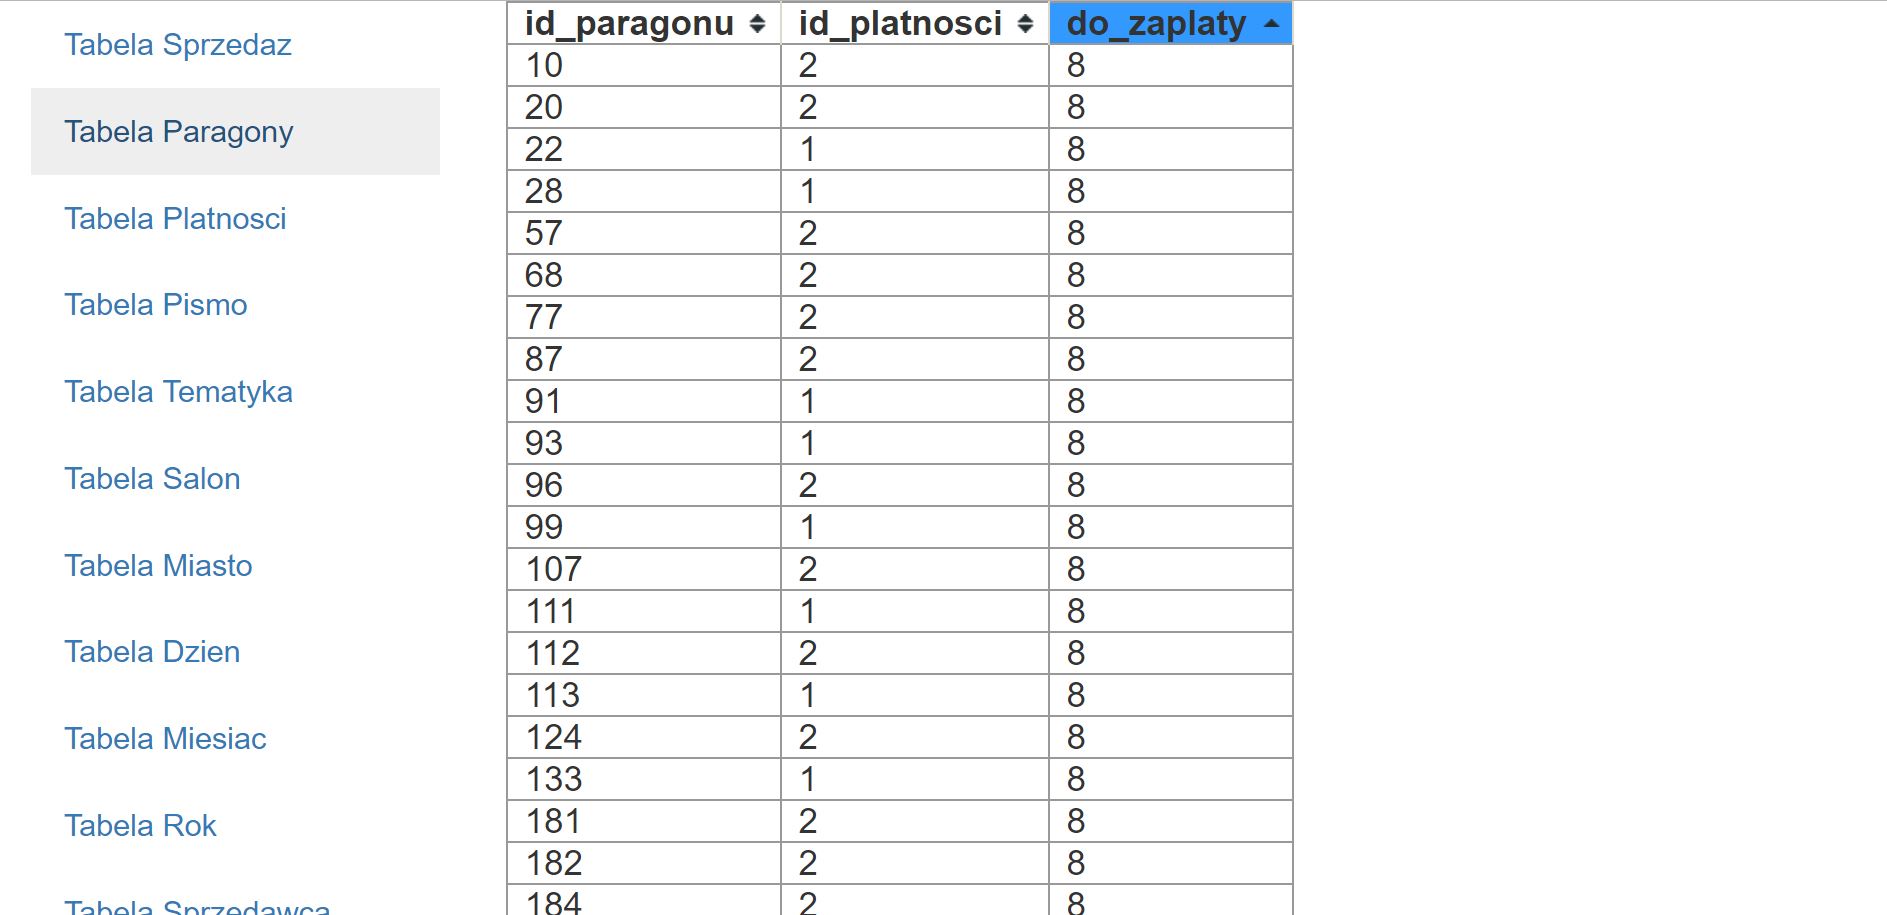 Tabela Sprzedaz
Tabela Paragony
Tabela Platnosci
Tabela Pismo
Tabela Tematyka
Tabela Salon
Tabela Miasto
Tabela Dzien
Tabela Miesiac
Tabela Rok
Tabela Sprzedawca
id_paragonu id_platnosci do_zaplaty
10 2 8
20 2 8
22 1 8
28 1 8
57 2 8
68 2 8
77 2 8
87 2 8
91 1 8
93 1 8
96 2 8
99 1 8
107 2 8
111 1 8
112 2 8
113 1 8
124 2 8
133 1 8
181 2 8
182 2 8
184 2 8